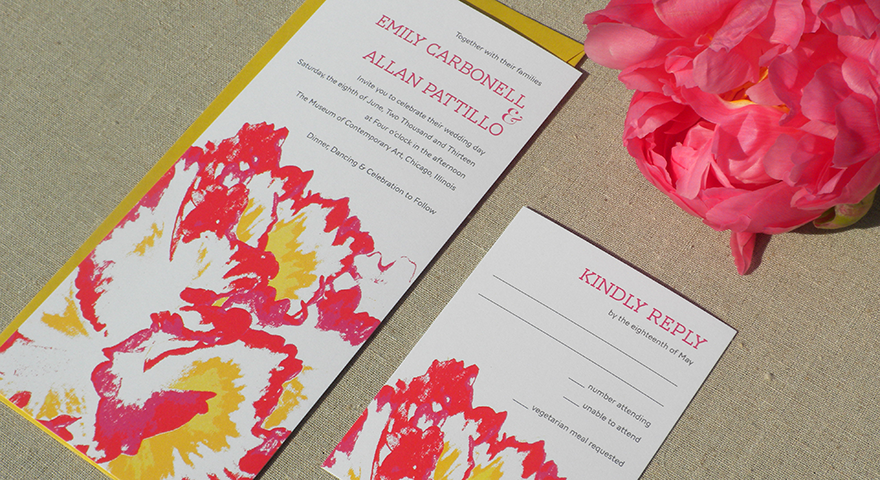 Together with their families
EMILY CARBONELL
&
ALLAN PATTILLO
Invite you to celebrate their wedding day
Saturday, the eighth of June, Two Thousand and Thirteen
at Four o'clock in the afternoon
The Museum of Contemporary Art, Chicago, Illinois
Dinner, Dancing & Celebration to Follow
KINDLY REPLY
by the eighteenth of May
number attending
unable to attend
vegetarian meal requested